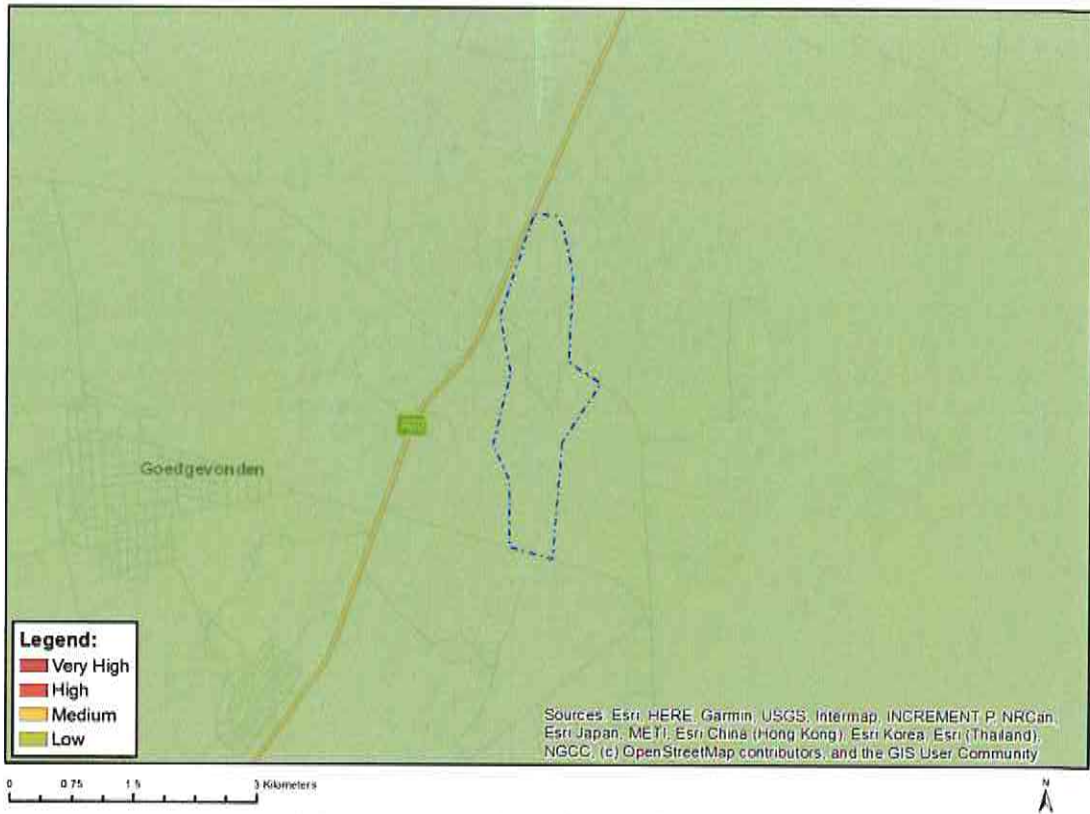 Goedgevonden
Legend:
Very High
High
Medium
Low
Sources: Esri, HERE, Garmin, USGS, Intermap, INCREMENT P, NRCan,
Esri Japan, METI, Esri China (Hong Kong), Esri Korea, Esri (Thailand),
NGCC, (c) OpenStreetMap contributors, and the GIS User Community
0 0.75 1.5 3 Kilometers
N